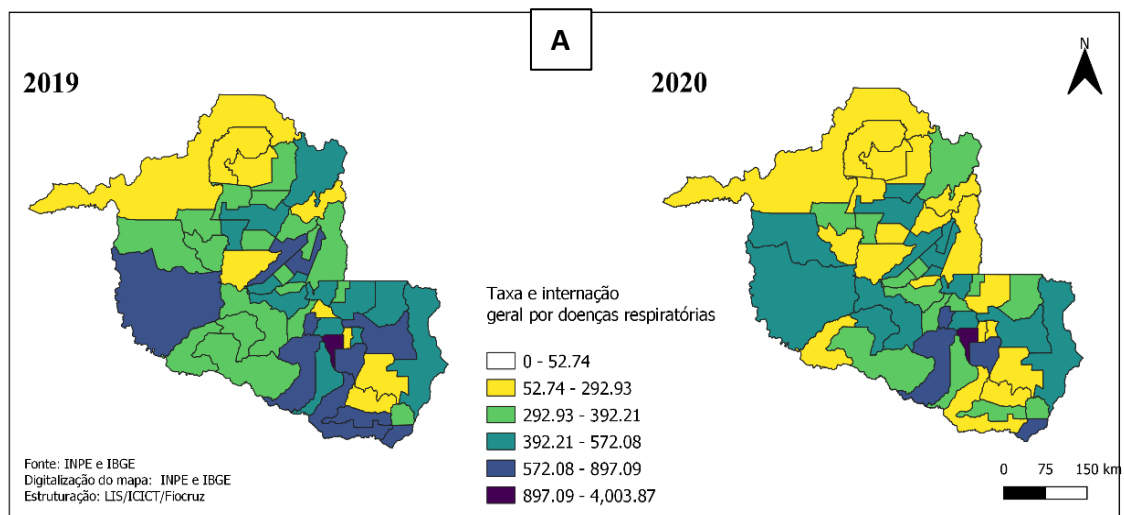 A
2019
2020
N
Taxa e internação
geral por doenças respiratórias
0 - 52.74
52.74 - 292.93
292.93 - 392.21
392.21 - 572.08
572.08 - 897.09
897.09 - 4,003.87
Fonte: INPE e IBGE
Digitalização do mapa: INPE e IBGE
Estruturação: LIS/ICICT/Fiocruz
0 75 150 km